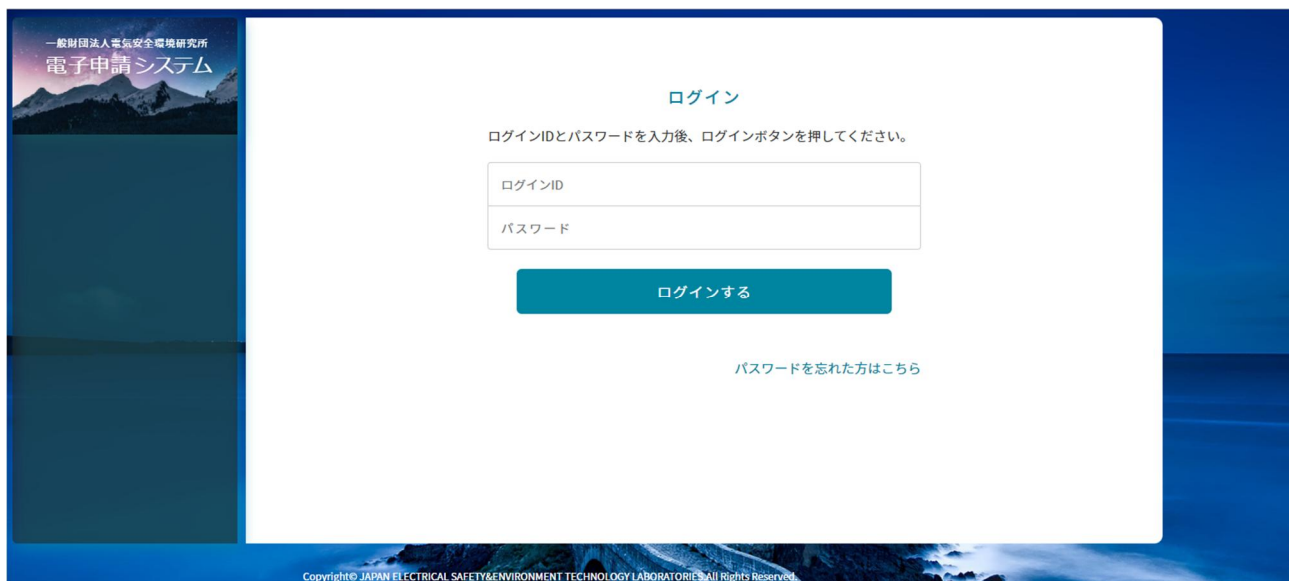 一般財団法人電気安全環境研究所
電子申請システム
ログイン
ログインIDとパスワードを入力後、ログインボタンを押してください。
ログインID
パスワード
ログインする
パスワードを忘れた方はこちら
Copyright© JAPAN ELECTRICAL SAFETY&ENVIRONMENT TECHNOLOGY LABORATORIES.All Rights Reserved.